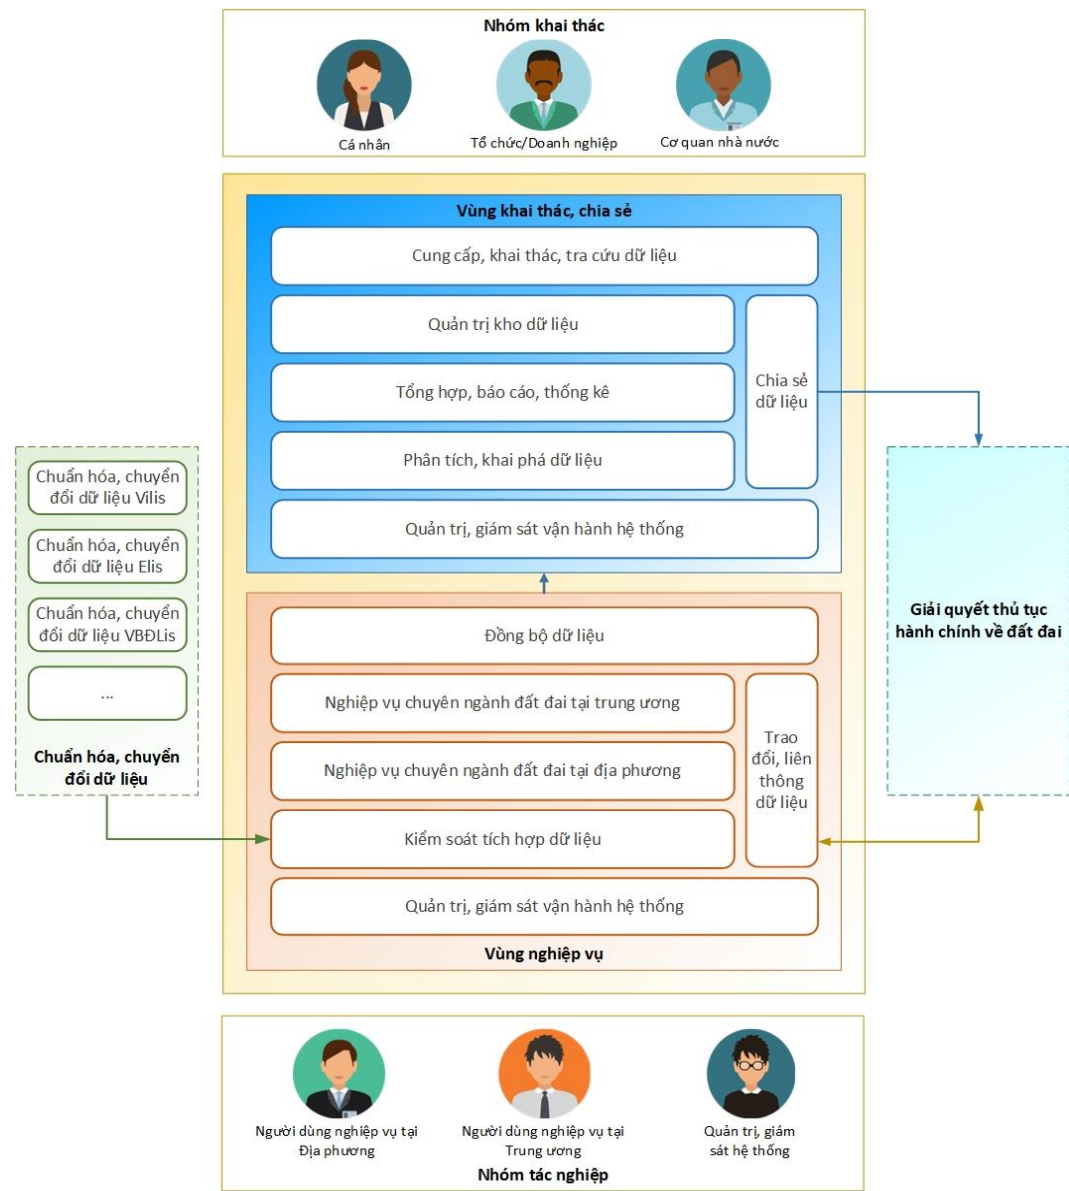 Nhóm khai thác
Cá nhân
Tổ chức/Doanh nghiệp
Cơ quan nhà nước
Vùng khai thác, chia sẻ
Cung cấp, khai thác, tra cứu dữ liệu
Quản trị kho dữ liệu
Tổng hợp, báo cáo, thống kê
Phân tích, khai phá dữ liệu
Chia sẻ
dữ liệu
Quản trị, giám sát vận hành hệ thống
Chuẩn hóa, chuyển
đổi dữ liệu Vilis
Chuẩn hóa, chuyển
đổi dữ liệu Elis
Chuẩn hóa, chuyển
đổi dữ liệu VBĐLis
...
Chuẩn hóa, chuyển
đổi dữ liệu
Giải quyết thủ tục
hành chính về đất đai
Đồng bộ dữ liệu
Nghiệp vụ chuyên ngành đất đai tại trung ương
Nghiệp vụ chuyên ngành đất đai tại địa phương
Kiểm soát tích hợp dữ liệu
Trao
đổi, liên
thông
dữ liệu
Quản trị, giám sát vận hành hệ thống
Vùng nghiệp vụ
Người dùng nghiệp vụ tại
Địa phương
Người dùng nghiệp vụ tại
Trung ương
Quản trị, giám
sát hệ thống
Nhóm tác nghiệp